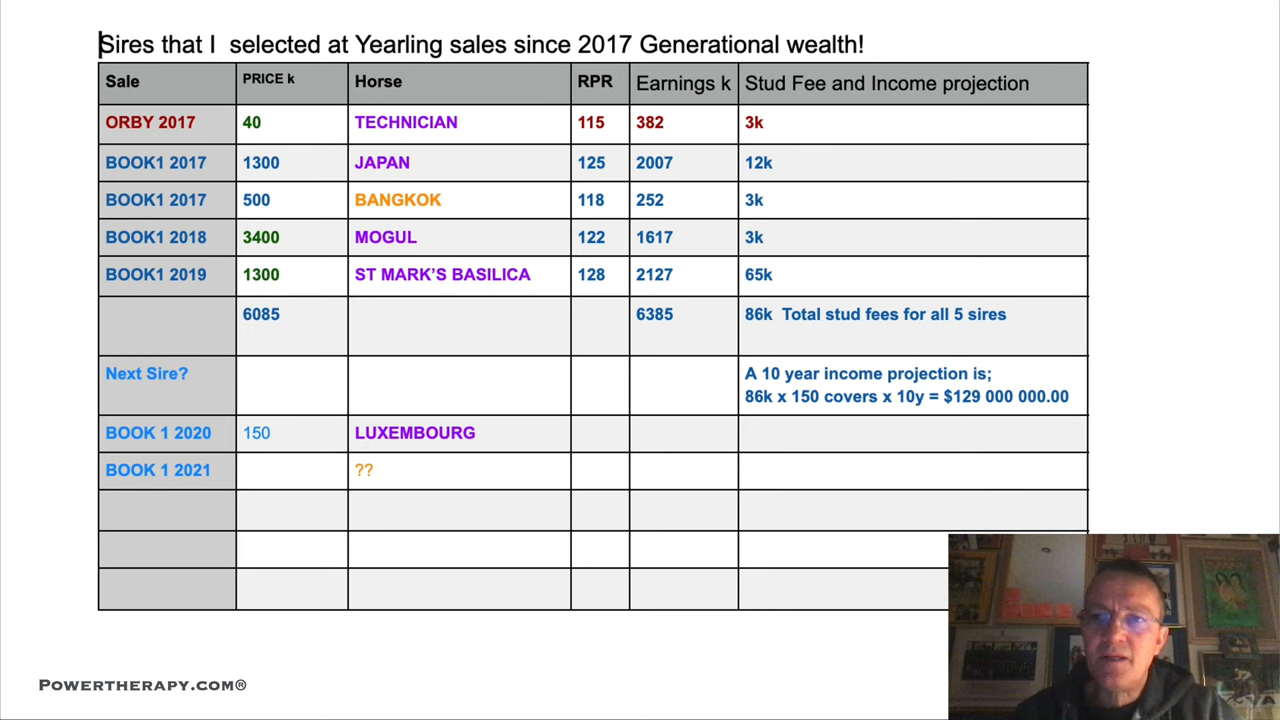 Sires that I selected at Yearling sales since 2017 Generational wealth!
Sale PRICE k Horse RPR Earnings k Stud Fee and Income projection
ORBY 2017 40 TECHNICIAN 115 382 3k
BOOK1 2017 1300 JAPAN 125 2007 12k
BOOK1 2017 500 BANGKOK 118 252 3k
BOOK1 2018 3400 MOGUL 122 1617 3k
BOOK1 2019 1300 ST MARK’S BASILICA 128 2127 65k
6085 6385 86k Total stud fees for all 5 sires
Next Sire? A 10 year income projection is;
86k x 150 covers x 10y = $129 000 000.00
BOOK 1 2020 150 LUXEMBOURG
BOOK 1 2021 ??
POWERTHERAPY.COM®